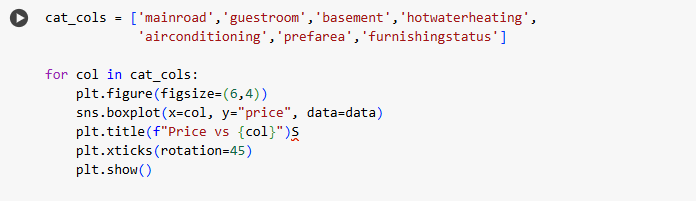 cat_cols = ['mainroad','guestroom','basement','hotwaterheating',
            'airconditioning','prefarea','furnishingstatus']

for col in cat_cols:
    plt.figure(figsize=(6,4))
    sns.boxplot(x=col, y="price", data=data)
    plt.title(f"Price vs {col}")S
    plt.xticks(rotation=45)
    plt.show()